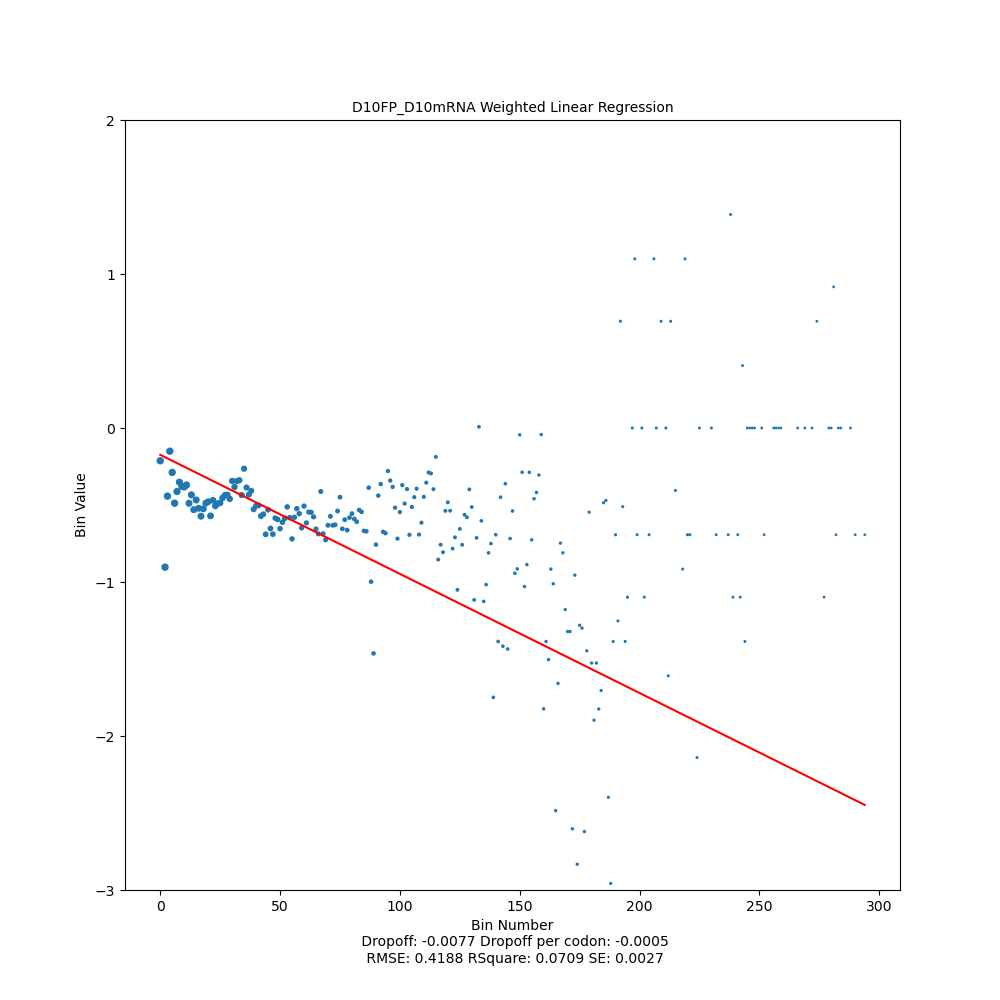 D10FP_D10mRNA Weighted Linear Regression
2
1
0
−1
−2
−3
Bin Value
0 50 100 150 200 250 300
Bin Number
Dropoff: -0.0077 Dropoff per codon: -0.0005
RMSE: 0.4188 RSquare: 0.0709 SE: 0.0027